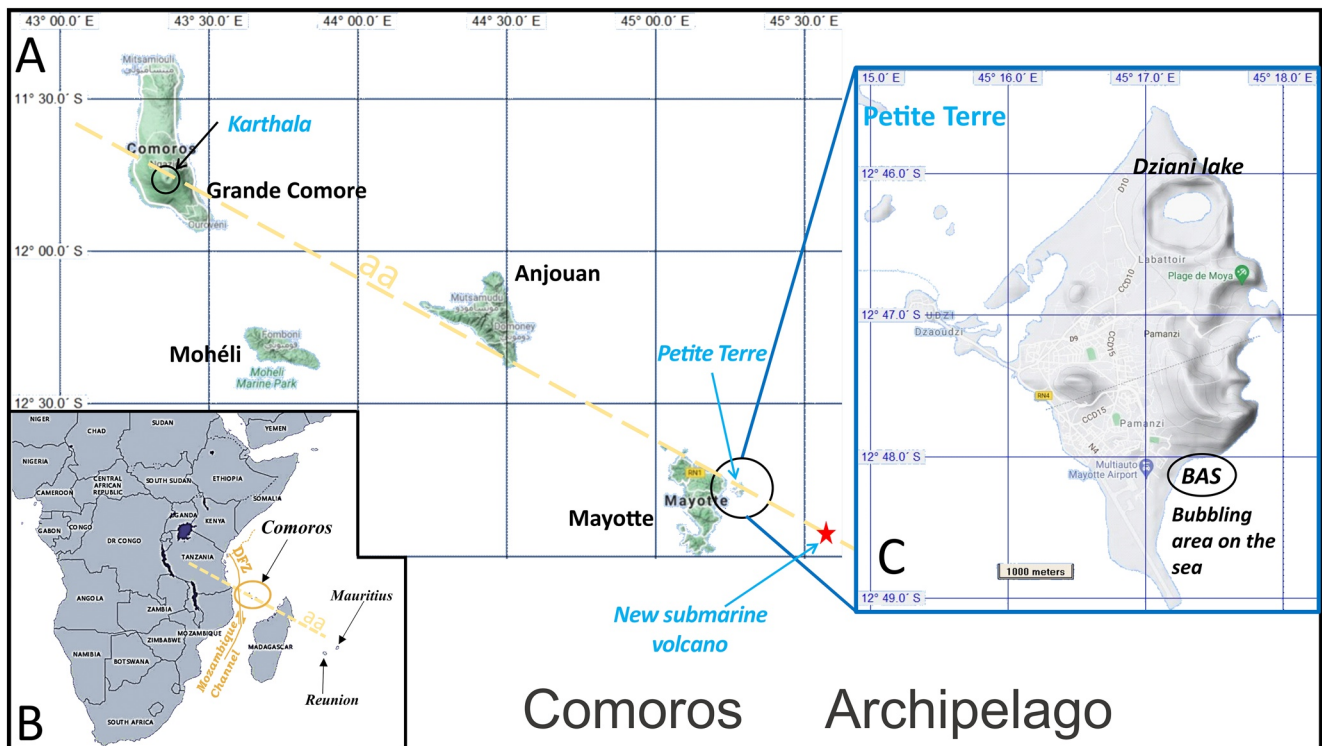 43° 00.0´ E
43° 30.0´ E
44° 00.0´ E
44° 30.0´ E
45° 00.0´ E
45° 30.0´ E
A
Mitsamiouli
11° 30.0´ S
Karthala
Comoros
Grande Comore
Ouroveni
12° 00.0´ S
aa
Anjouan
Mutsamudu
Domoney
Fomboni
Mohéli
Moheli
Marine Park
12° 30.0´ S
Petite Terre
RN1
Mayotte
Mayotte
New submarine
volcano
Comoros Archipelago
15.0´ E
45° 16.0´ E
45° 17.0´ E
45° 18.0´ E
Petite Terre
12° 46.0´ S
Dziani lake
D10
Labattoir
Plage de Moya
CCD10
12° 47.0´ S
UDZI
Dzaoudzi
D9
CCD15
Pamanzi
RN4
CCD15
Pamanzi
N4
12° 48.0´ S
Multiauto
Mayotte Airport
BAS
Bubbling
area on the
sea
C
1000 meters
12° 49.0´ S
NIGER
CHAD
SUDAN
YEMEN
NIGERIA
CENTRAL
AFRICAN
REPUBLIC
SOUTH SUDAN
ETHIOPIA
SOMALIA
CAMEROON
UGANDA
KENYA
GABON
CONGO
DR CONGO
Comoros
TANZANIA
DFZ
ANGOLA
ZAMBIA
Mauritius
aa
MOZAMBIQUE
ZIMBABWE
MADAGASCAR
NAMIBIA
BOTSWANA
Mozambique
Channel
Reunion
SOUTH AFRICA
B